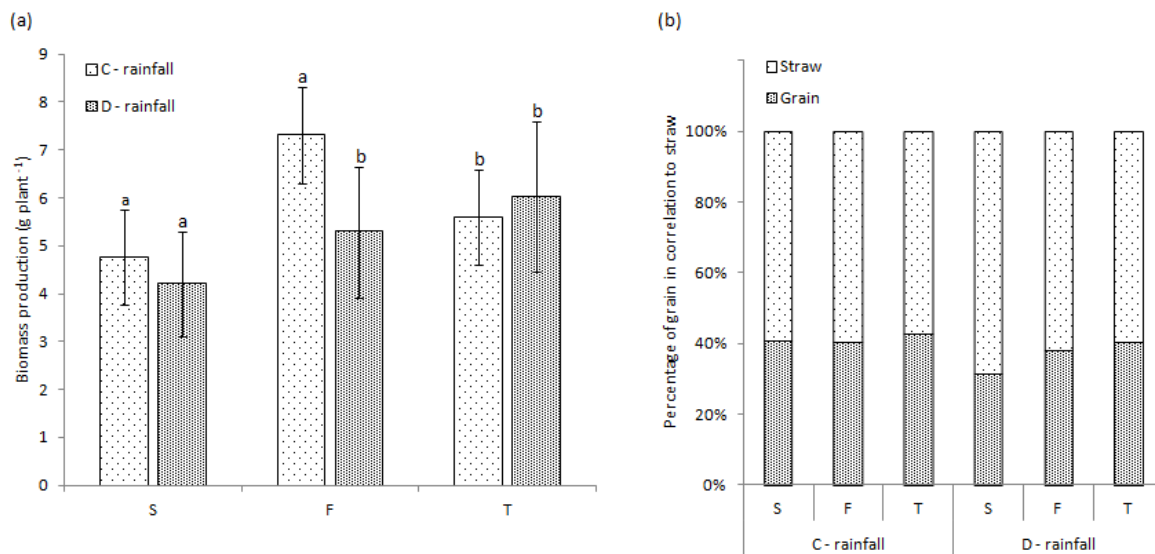 (a)
Biomass production (g plant⁻¹)
9
8
7
6
5
4
3
2
1
0
C - rainfall
D - rainfall
a
a
a
b
b
b
S
F
T
(b)
Percentage of grain in correlation to straw
Straw
Grain
100%
80%
60%
40%
20%
0%
S F T S F T
C - rainfall D - rainfall